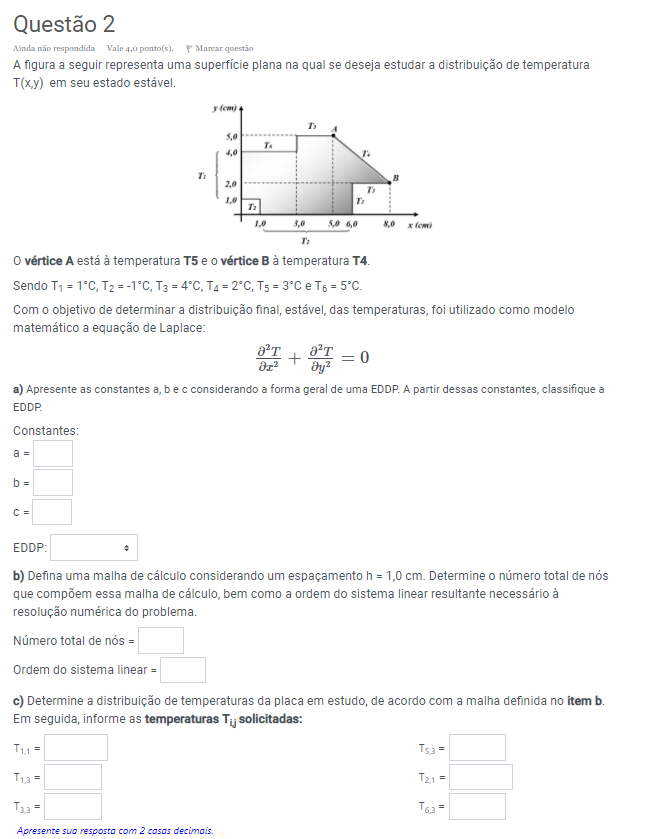 Questão 2
Ainda não respondida Vale 4,0 ponto(s). Marcar questão
A figura a seguir representa uma superfície plana na qual se deseja estudar a distribuição de temperatura
T(x,y) em seu estado estável.
y (cm)
5,0
4,0
2,0
1,0
T₁
T₆
T₅
A
T₄
B
T₃
T₂
T₂
1,0 3,0 5,0 6,0 8,0 x (cm)
T₂
O vértice A está à temperatura T5 e o vértice B à temperatura T4.
Sendo T₁ = 1°C, T₂ = -1°C, T₃ = 4°C, T₄ = 2°C, T₅ = 3°C e T₆ = 5°C.
Com o objetivo de determinar a distribuição final, estável, das temperaturas, foi utilizado como modelo
matemático a equação de Laplace:
∂²T/∂x² + ∂²T/∂y² = 0
a) Apresente as constantes a, b e c considerando a forma geral de uma EDDP. A partir dessas constantes, classifique a
EDDP.
Constantes:
a =
b =
c =
EDDP:
b) Defina uma malha de cálculo considerando um espaçamento h = 1,0 cm. Determine o número total de nós
que compõem essa malha de cálculo, bem como a ordem do sistema linear resultante necessário à
resolução numérica do problema.
Número total de nós =
Ordem do sistema linear =
c) Determine a distribuição de temperaturas da placa em estudo, de acordo com a malha definida no item b.
Em seguida, informe as temperaturas Ti,j solicitadas:
T₁,₁ = T₅,₃ =
T₁,₃ = T₂,₁ =
T₃,₃ = T₆,₃ =
Apresente sua resposta com 2 casas decimais.